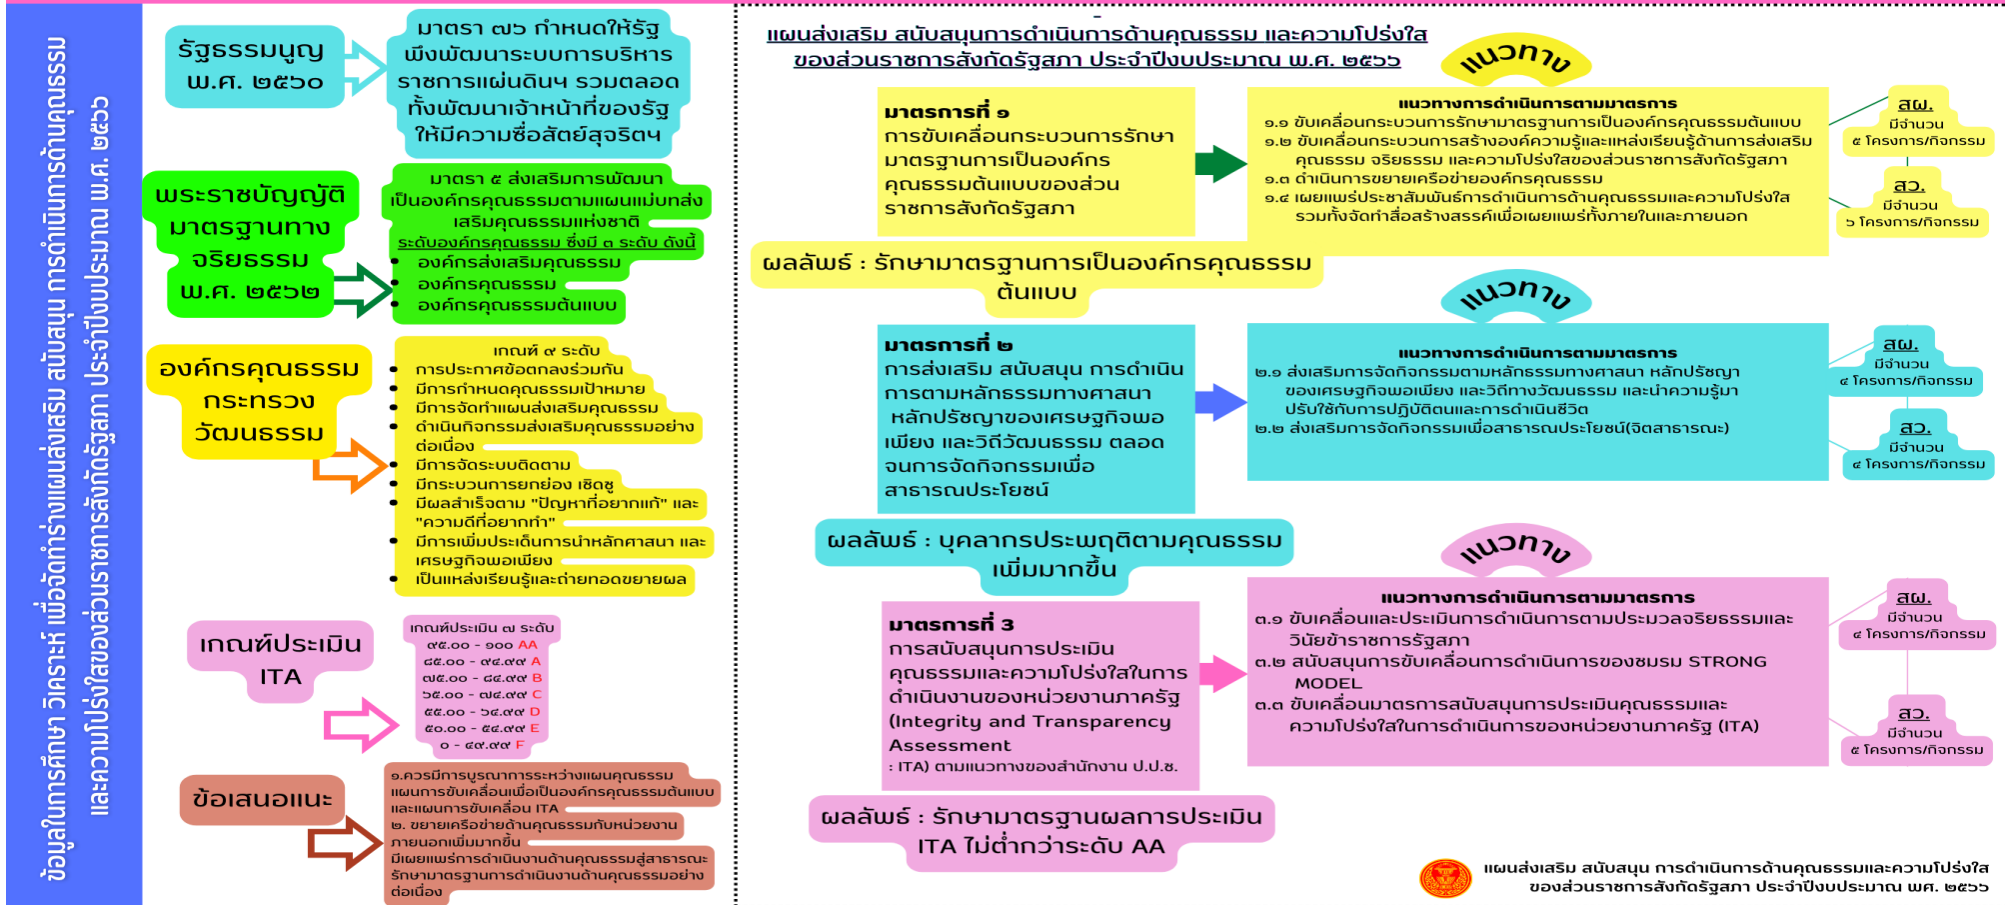 ข้อมูลในการศึกษา วิเคราะห์ เพื่อจัดทำร่างแผนส่งเสริม สนับสนุน การดำเนินการด้านคุณธรรม
และความโปร่งใสของส่วนราชการสังกัดรัฐสภา ประจำปีงบประมาณ พ.ศ. ๒๕๖๖
รัฐธรรมนูญ
พ.ศ. ๒๕๖๐
มาตรา ๗๖ กำหนดให้รัฐ
พึงพัฒนาระบบการบริหาร
ราชการแผ่นดินฯ รวมตลอด
ทั้งพัฒนาเจ้าหน้าที่ของรัฐ
ให้มีความซื่อสัตย์สุจริตฯ
พระราชบัญญัติ
มาตรฐานทาง
จริยธรรม
พ.ศ. ๒๕๖๒
มาตรา ๕ ส่งเสริมการพัฒนา
เป็นองค์กรคุณธรรมตามแผนแม่บทส่ง
เสริมคุณธรรมแห่งชาติ
ระดับองค์กรคุณธรรม ซึ่งมี ๓ ระดับ ดังนี้
• องค์กรส่งเสริมคุณธรรม
• องค์กรคุณธรรม
• องค์กรคุณธรรมต้นแบบ
องค์กรคุณธรรม
กระทรวง
วัฒนธรรม
เกณฑ์ ๙ ระดับ
• การประกาศข้อตกลงร่วมกัน
• มีการกำหนดคุณธรรมเป้าหมาย
• มีการจัดทำแผนส่งเสริมคุณธรรม
• ดำเนินกิจกรรมส่งเสริมคุณธรรมอย่าง
ต่อเนื่อง
• มีการจัดระบบติดตาม
• มีกระบวนการยกย่อง เชิดชู
• มีผลสำเร็จตาม "ปัญหาที่อยากแก้" และ
"ความดีที่อยากทำ"
• มีการเพิ่มประเด็นการนำหลักศาสนา และ
เศรษฐกิจพอเพียง
• เป็นแหล่งเรียนรู้และถ่ายทอดขยายผล
เกณฑ์ประเมิน
ITA
เกณฑ์ประเมิน ๗ ระดับ
๙๕.๐๐ - ๑๐๐ AA
๘๕.๐๐ - ๙๔.๙๙ A
๗๕.๐๐ - ๘๔.๙๙ B
๖๕.๐๐ - ๗๔.๙๙ C
๕๕.๐๐ - ๖๔.๙๙ D
๕๐.๐๐ - ๕๔.๙๙ E
๐ - ๔๙.๙๙ F
ข้อเสนอแนะ
๑.ควรมีการบูรณาการระหว่างแผนคุณธรรม
แผนการขับเคลื่อนเพื่อเป็นองค์กรคุณธรรมต้นแบบ
และแผนการขับเคลื่อน ITA
๒. ขยายเครือข่ายด้านคุณธรรมกับหน่วยงาน
ภายนอกเพิ่มมากขึ้น
มีเผยแพร่การดำเนินงานด้านคุณธรรมสู่สาธารณะ
รักษามาตรฐานการดำเนินงานด้านคุณธรรมอย่าง
ต่อเนื่อง
แผนส่งเสริม สนับสนุนการดำเนินการด้านคุณธรรม และความโปร่งใส
ของส่วนราชการสังกัดรัฐสภา ประจำปีงบประมาณ พ.ศ. ๒๕๖๖
มาตรการที่ ๑
การขับเคลื่อนกระบวนการรักษา
มาตรฐานการเป็นองค์กร
คุณธรรมต้นแบบของส่วน
ราชการสังกัดรัฐสภา
ผลลัพธ์ : รักษามาตรฐานการเป็นองค์กรคุณธรรม
ต้นแบบ
แนวทาง
แนวทางการดำเนินการตามมาตรการ
๑.๑ ขับเคลื่อนกระบวนการรักษามาตรฐานการเป็นองค์กรคุณธรรมต้นแบบ
๑.๒ ขับเคลื่อนกระบวนการสร้างองค์ความรู้และแหล่งเรียนรู้ด้านการส่งเสริม
คุณธรรม จริยธรรม และความโปร่งใสของส่วนราชการสังกัดรัฐสภา
๑.๓ ดำเนินการขยายเครือข่ายองค์กรคุณธรรม
๑.๔ เผยแพร่ประชาสัมพันธ์การดำเนินการด้านคุณธรรมและความโปร่งใส
รวมทั้งจัดทำสื่อสร้างสรรค์เพื่อเผยแพร่ทั้งภายในและภายนอก
สผ.
มีจำนวน
๕ โครงการ/กิจกรรม
สว.
มีจำนวน
๖ โครงการ/กิจกรรม
มาตรการที่ ๒
การส่งเสริม สนับสนุน การดำเนิน
การตามหลักธรรมทางศาสนา
หลักปรัชญาของเศรษฐกิจพอ
เพียง และวิถีวัฒนธรรม ตลอด
จนการจัดกิจกรรมเพื่อ
สาธารณประโยชน์
ผลลัพธ์ : บุคลากรประพฤติตามคุณธรรม
เพิ่มมากขึ้น
แนวทาง
แนวทางการดำเนินการตามมาตรการ
๒.๑ ส่งเสริมการจัดกิจกรรมตามหลักธรรมทางศาสนา หลักปรัชญา
ของเศรษฐกิจพอเพียง และวิถีทางวัฒนธรรม และนำความรู้มา
ปรับใช้กับการปฏิบัติตนและการดำเนินชีวิต
๒.๒ ส่งเสริมการจัดกิจกรรมเพื่อสาธารณประโยชน์(จิตสาธารณะ)
สผ.
มีจำนวน
๔ โครงการ/กิจกรรม
สว.
มีจำนวน
๔ โครงการ/กิจกรรม
มาตรการที่ 3
การสนับสนุนการประเมิน
คุณธรรมและความโปร่งใสในการ
ดำเนินงานของหน่วยงานภาครัฐ
(Integrity and Transparency
Assessment
: ITA) ตามแนวทางของสำนักงาน ป.ป.ช.
ผลลัพธ์ : รักษามาตรฐานผลการประเมิน
ITA ไม่ต่ำกว่าระดับ AA
แนวทาง
แนวทางการดำเนินการตามมาตรการ
๓.๑ ขับเคลื่อนและประเมินการดำเนินการตามประมวลจริยธรรมและ
วินัยข้าราชการรัฐสภา
๓.๒ สนับสนุนการขับเคลื่อนการดำเนินการของชมรม STRONG
MODEL
๓.๓ ขับเคลื่อนมาตรการสนับสนุนการประเมินคุณธรรมและ
ความโปร่งใสในการดำเนินการของหน่วยงานภาครัฐ (ITA)
สผ.
มีจำนวน
๔ โครงการ/กิจกรรม
สว.
มีจำนวน
๕ โครงการ/กิจกรรม
แผนส่งเสริม สนับสนุน การดำเนินการด้านคุณธรรมและความโปร่งใส
ของส่วนราชการสังกัดรัฐสภา ประจำปีงบประมาณ พศ. ๒๕๖๖